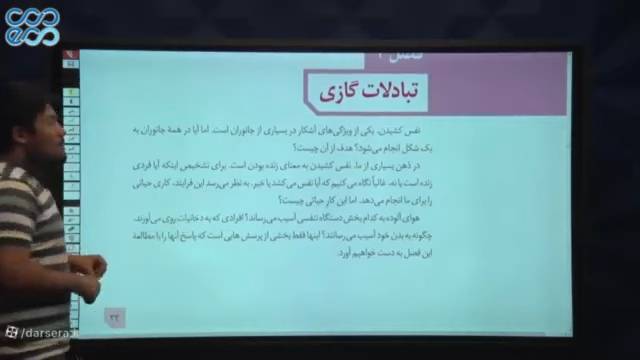 فصل ۳
تبادلات گازی
نفس کشیدن، یکی از ویژگی‌های آشکار در بسیاری از جانوران است. اما آیا در همهٔ جانوران به
یک شکل انجام می‌شود؟ هدف از آن چیست؟
در ذهن بسیاری از ما، نفس کشیدن به معنای زنده بودن است. برای تشخیص اینکه آیا فردی
زنده است یا نه، غالباً نگاه می‌کنیم که آیا نفس می‌کشد یا خیر. به نظر می‌رسد این فرایند، کاری حیاتی
را برای ما انجام می‌دهد. اما این کارِ حیاتی چیست؟
هوای آلوده به کدام بخش دستگاه تنفسی آسیب می‌رساند؟ افرادی که به دخانیات روی می‌آورند،
چگونه به بدن خود آسیب می‌رسانند؟ اینها فقط بخشی از پرسش هایی است که پاسخ آنها را با مطالعهٔ
این فصل به دست خواهیم آورد.
۳۳